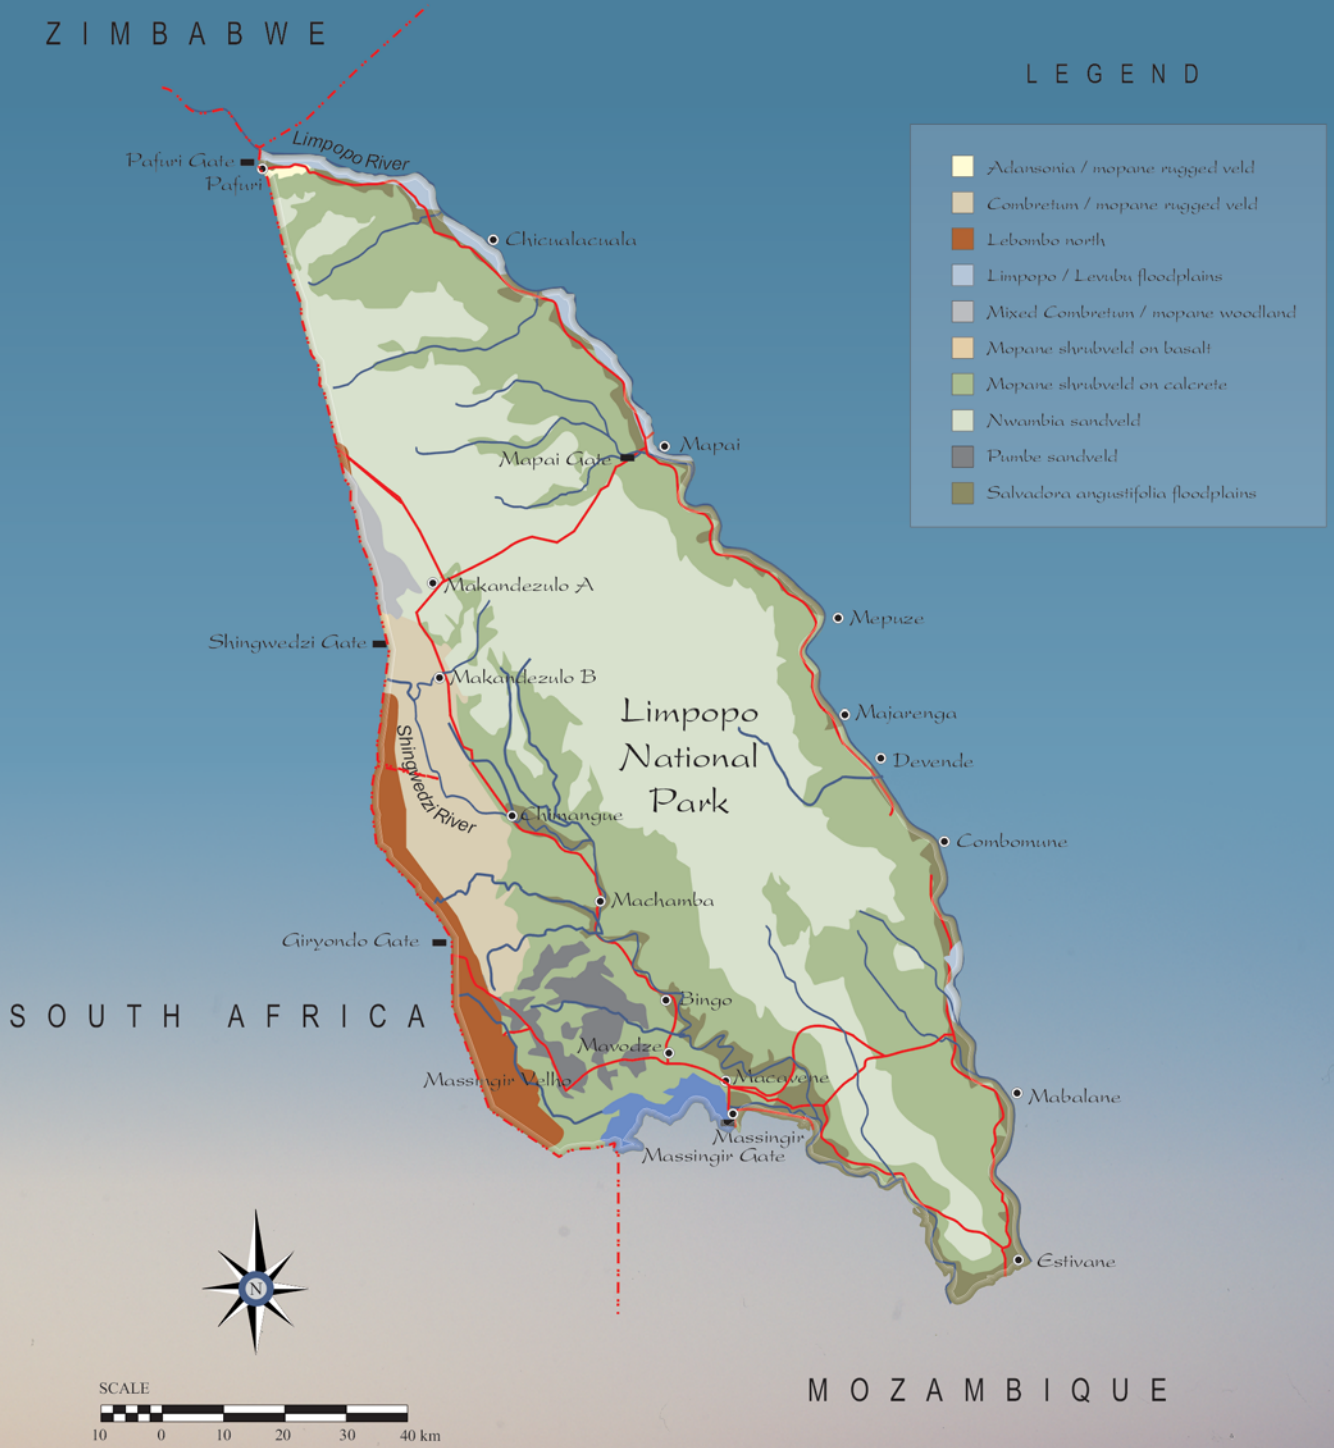 ZIMBABWE
LEGEND
Limpopo River
Pafuri Gate
Pafuri
Adansonia / mopane rugged veld
Combretum / mopane rugged veld
Lebombo north
Limpopo / Levubu floodplains
Mixed Combretum / mopane woodland
Mopane shrubveld on basalt
Mopane shrubveld on calcrete
Nwambia sandveld
Pumbe sandveld
Salvadora angustifolia floodplains
Chicualacuala
Mapai
Mapai Gate
Makandezulo A
Mepuze
Shingwedzi Gate
Makandezulo B
Limpopo
National
Park
Majarenga
Devende
Shingwedzi River
Chimangue
Combomune
Machamba
Giryondo Gate
Bingo
SOUTH AFRICA
Mavodze
Massingir Velho
Macavene
Mabalane
Massingir
Massingir Gate
Estivane
N
SCALE
10 0 10 20 30 40 km
MOZAMBIQUE